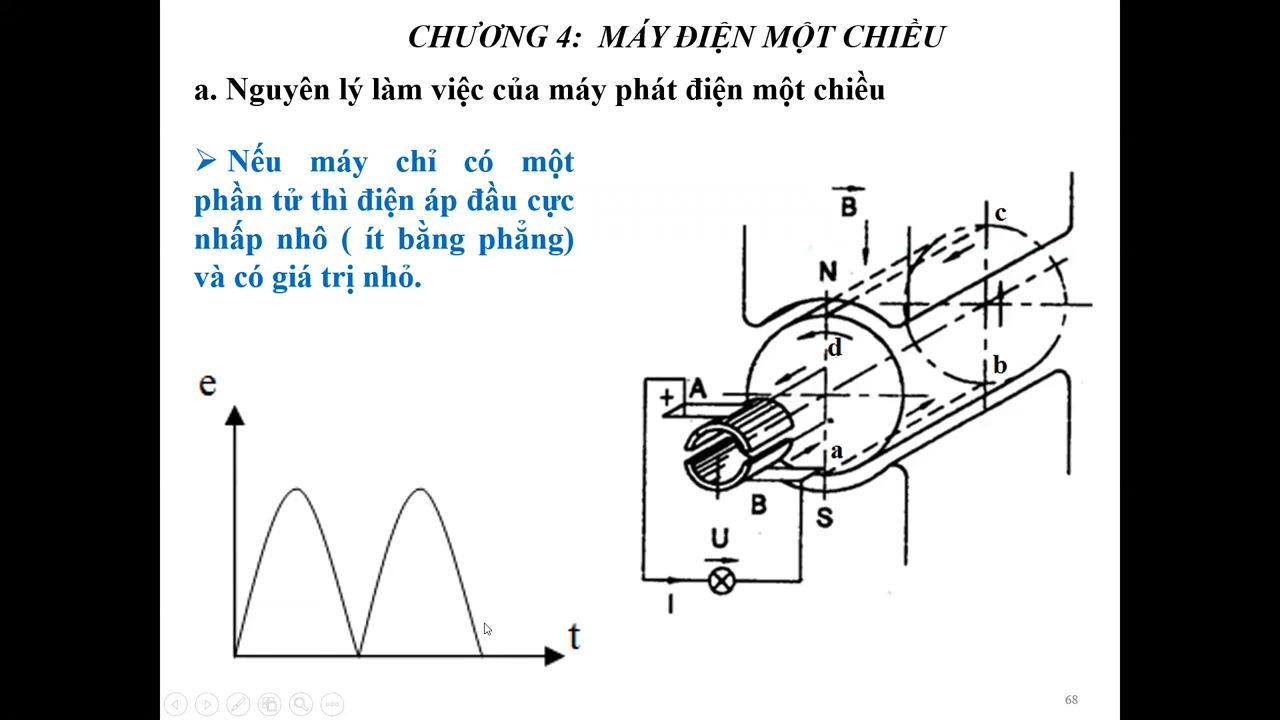 CHƯƠNG 4: MÁY ĐIỆN MỘT CHIỀU
a. Nguyên lý làm việc của máy phát điện một chiều
➢ Nếu máy chỉ có một
phần tử thì điện áp đầu cực
nhấp nhô ( ít bằng phẳng)
và có giá trị nhỏ.
B
c
N
d
b
e
A
+
a
B
S
U
I
t
68